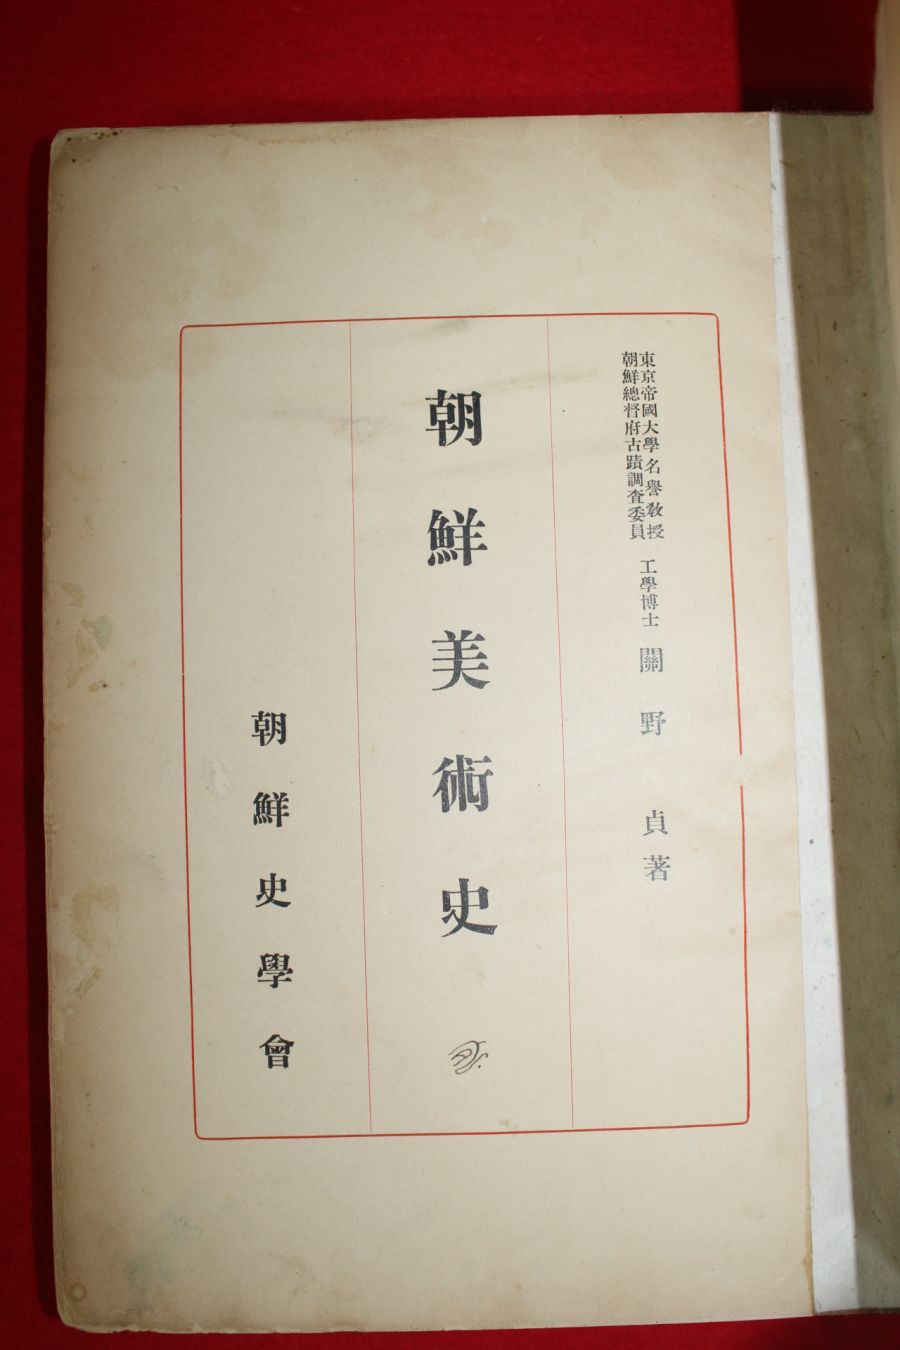 東京帝國大學名譽敎授
朝鮮總督府古蹟調査委員
工學博士 關野貞著
朝鮮美術史
朝鮮史學會